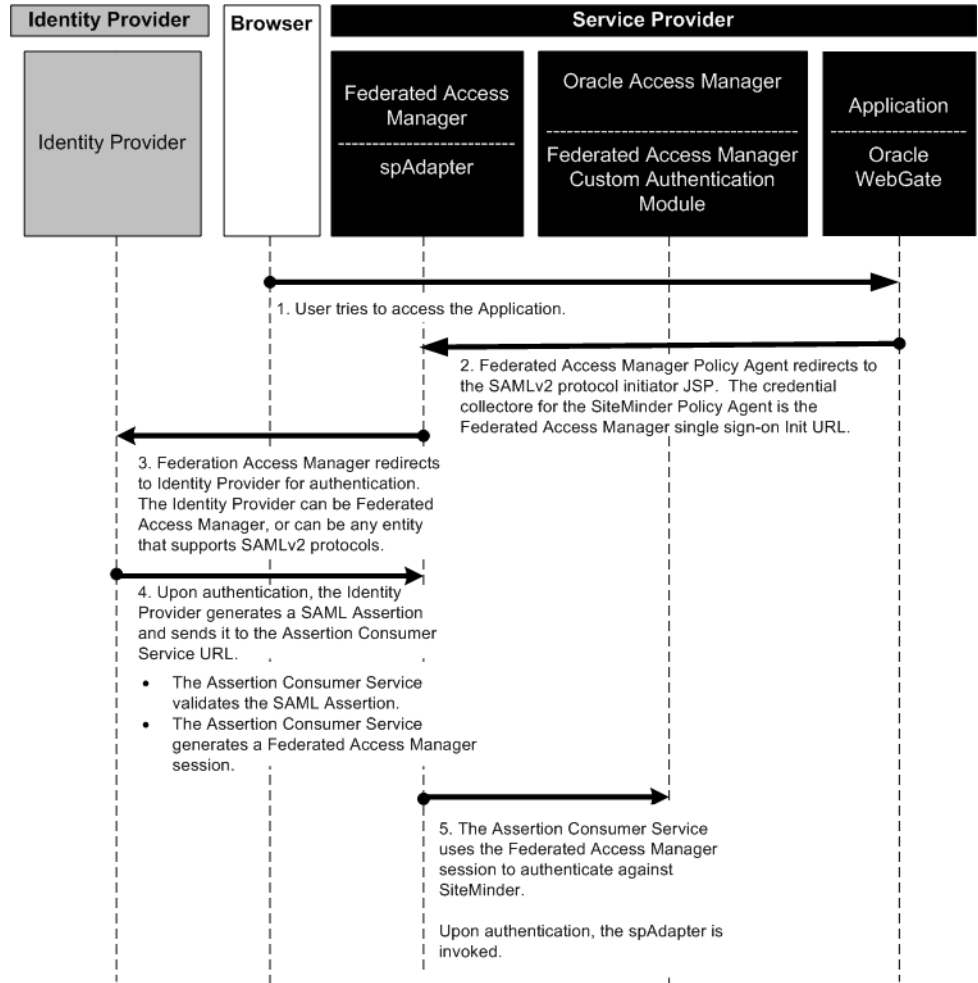 Identity Provider
Browser
Service Provider
Identity Provider
Federated Access
Manager
spAdapter
Oracle Access Manager
Federated Access Manager
Custom Authentication
Module
Application
Oracle
WebGate
1. User tries to access the Application.
2. Federated Access Manager Policy Agent redirects to
the SAMLv2 protocol initiator JSP.  The credential
collectore for the SiteMinder Policy Agent is the
Federated Access Manager single sign-on Init URL.
3. Federation Access Manager redirects
to Identity Provider for authentication.
The Identity Provider can be Federated
Access Manager, or can be any entity
that supports SAMLv2 protocols.
4. Upon authentication, the Identity
Provider generates a SAML Assertion
and sends it to the Assertion Consumer
Service URL.
• The Assertion Consumer Service
validates the SAML Assertion.
• The Assertion Consumer Service
generates a Federated Access Manager
session.
5. The Assertion Consumer Service
uses the Federated Access Manager
session to authenticate against
SiteMinder.
Upon authentication, the spAdapter is
invoked.